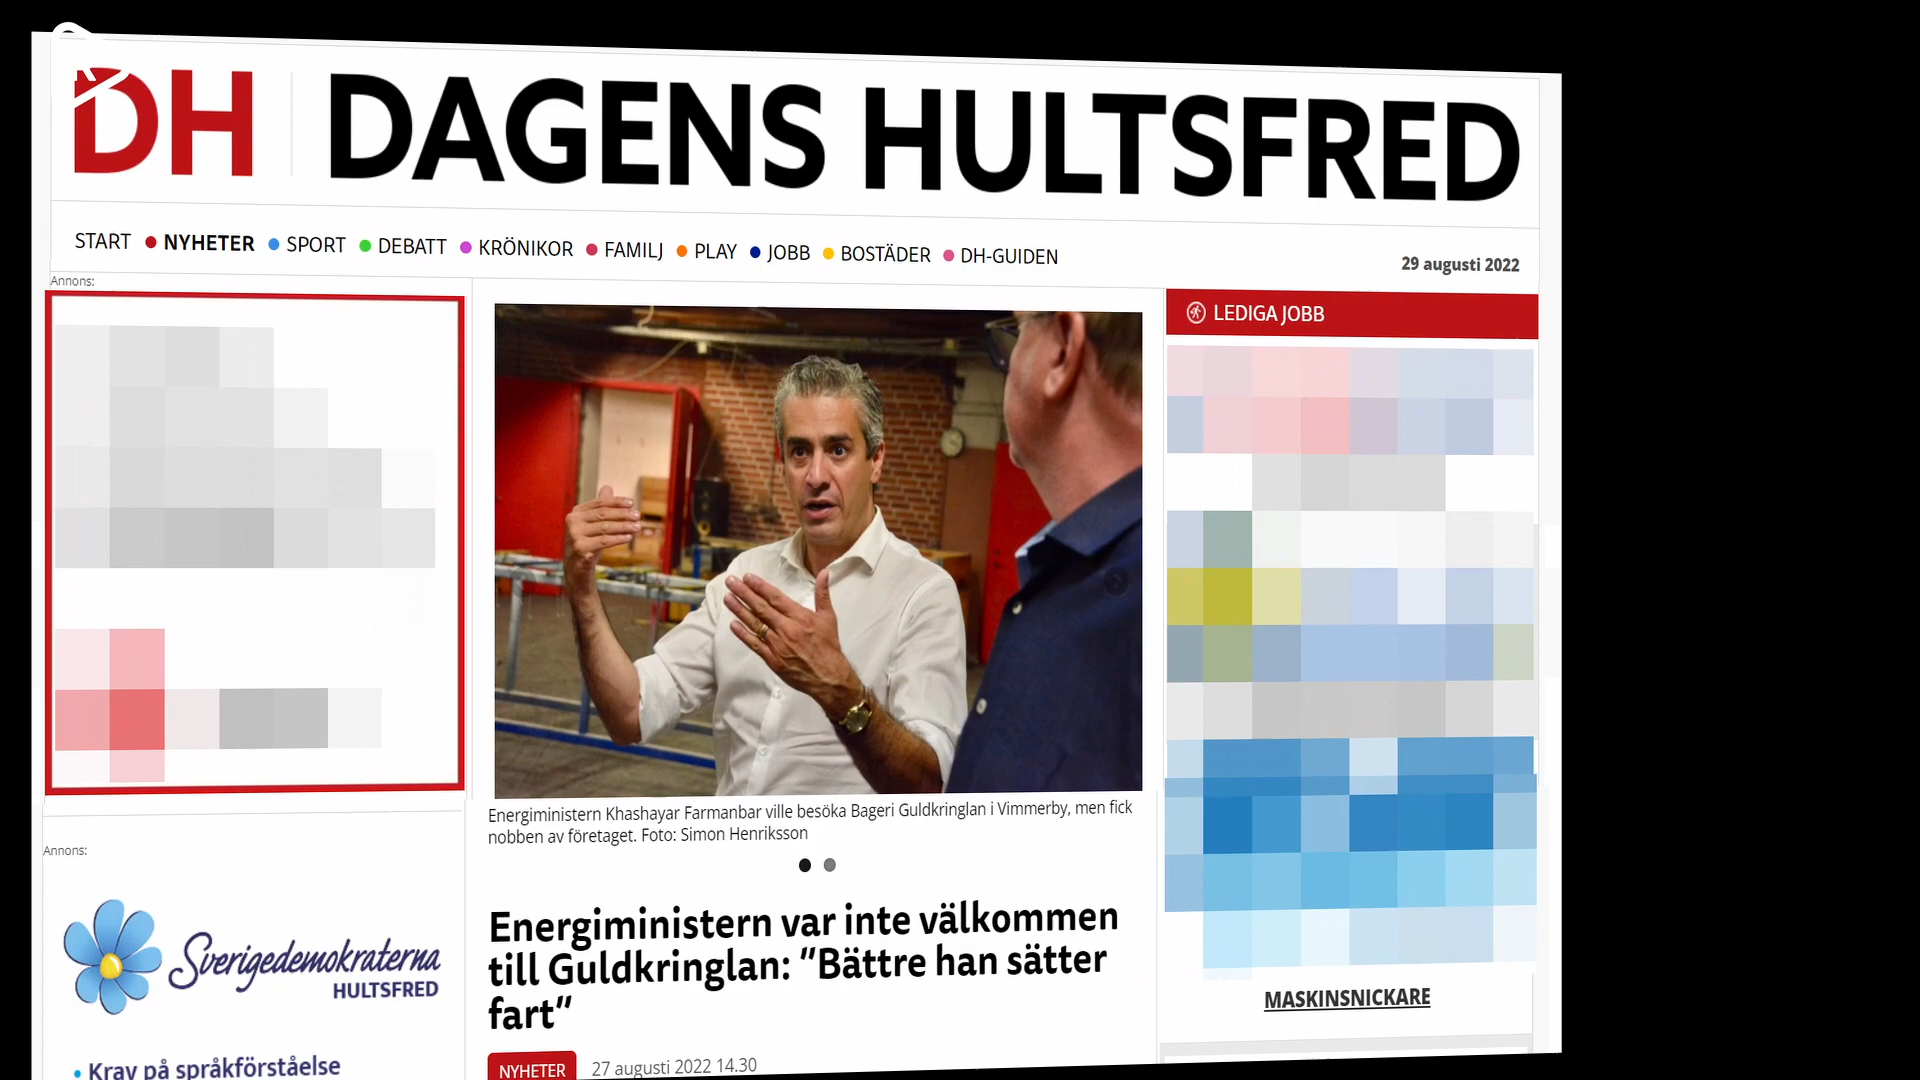 DH DAGENS HULTSFRED
START NYHETER SPORT DEBATT KRÖNIKOR FAMILJ PLAY JOBB BOSTÄDER DH-GUIDEN
29 augusti 2022
Annons:
LEDIGA JOBB
Energiministern Khashayar Farmanbar ville besöka Bageri Guldkringlan i Vimmerby, men fick
nobben av företaget. Foto: Simon Henriksson
Annons:
Sverigedemokraterna
HULTSFRED
• Krav på språkförståelse
Energiministern var inte välkommen
till Guldkringlan: ”Bättre han sätter
fart”
NYHETER 27 augusti 2022 14.30
MASKINSNICKARE